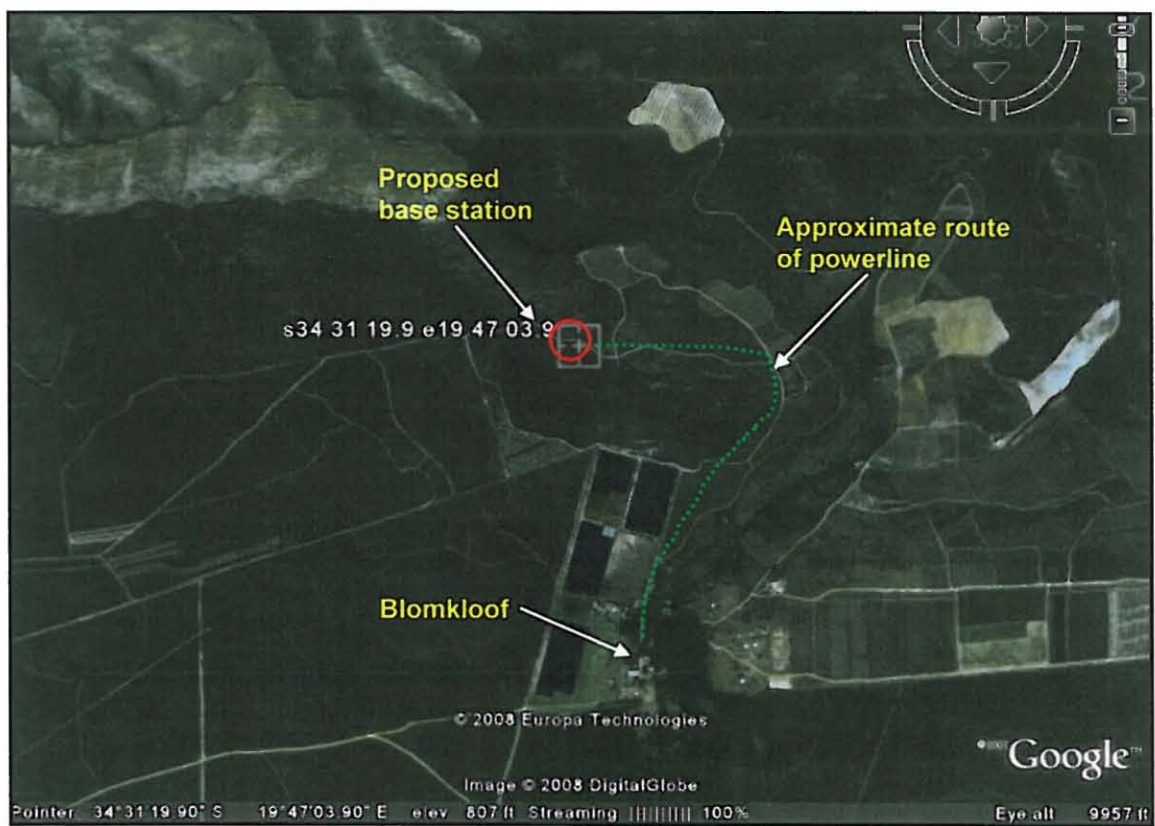 Proposed
base station
Approximate route
of powerline
s34 31 19.9 e19 47 03.9
Blomkloof
© 2008 Europa Technologies
Google™
Image © 2008 DigitalGlobe
Pointer 34°31'19.90" S 19°47'03.90" E elev 807 ft Streaming |||||||||| 100% Eye alt 9957 ft